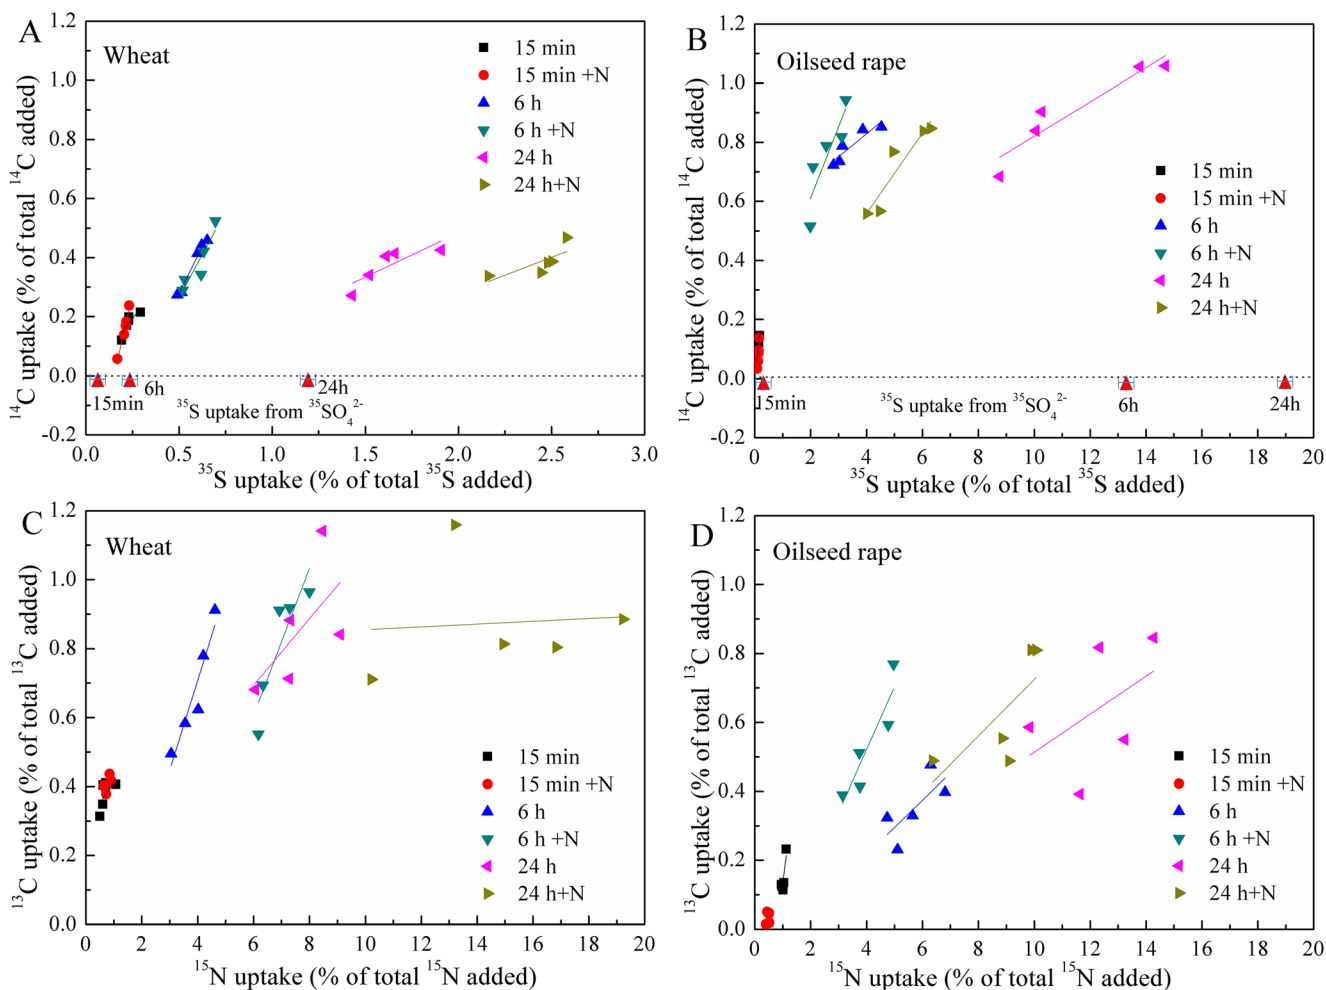 A
Wheat
15 min
15 min +N
6 h
6 h +N
24 h
24 h+N
¹⁴C uptake (% of total ¹⁴C added)
1.2
1.0
0.8
0.6
0.4
0.2
0.0
-0.2
15min
6h
24h
³⁵S uptake from ³⁵SO₄²⁻
0.0 0.5 1.0 1.5 2.0 2.5 3.0
³⁵S uptake (% of total ³⁵S added)
B
Oilseed rape
15 min
15 min +N
6 h
6 h +N
24 h
24 h+N
¹⁴C uptake (% of total ¹⁴C added)
1.2
1.0
0.8
0.6
0.4
0.2
0.0
-0.2
15min
³⁵S uptake from ³⁵SO₄²⁻
6h
24h
2 4 6 8 10 12 14 16 18 20
³⁵S uptake (% of total ³⁵S added)
C
Wheat
15 min
15 min +N
6 h
6 h +N
24 h
24 h+N
¹³C uptake (% of total ¹³C added)
1.2
1.0
0.8
0.6
0.4
0.2
0.0
0 2 4 6 8 10 12 14 16 18 20
¹⁵N uptake (% of total ¹⁵N added)
D
Oilseed rape
15 min
15 min +N
6 h
6 h +N
24 h
24 h+N
¹³C uptake (% of total ¹³C added)
1.2
1.0
0.8
0.6
0.4
0.2
0.0
0 2 4 6 8 10 12 14 16 18 20
¹⁵N uptake (% of total ¹⁵N added)